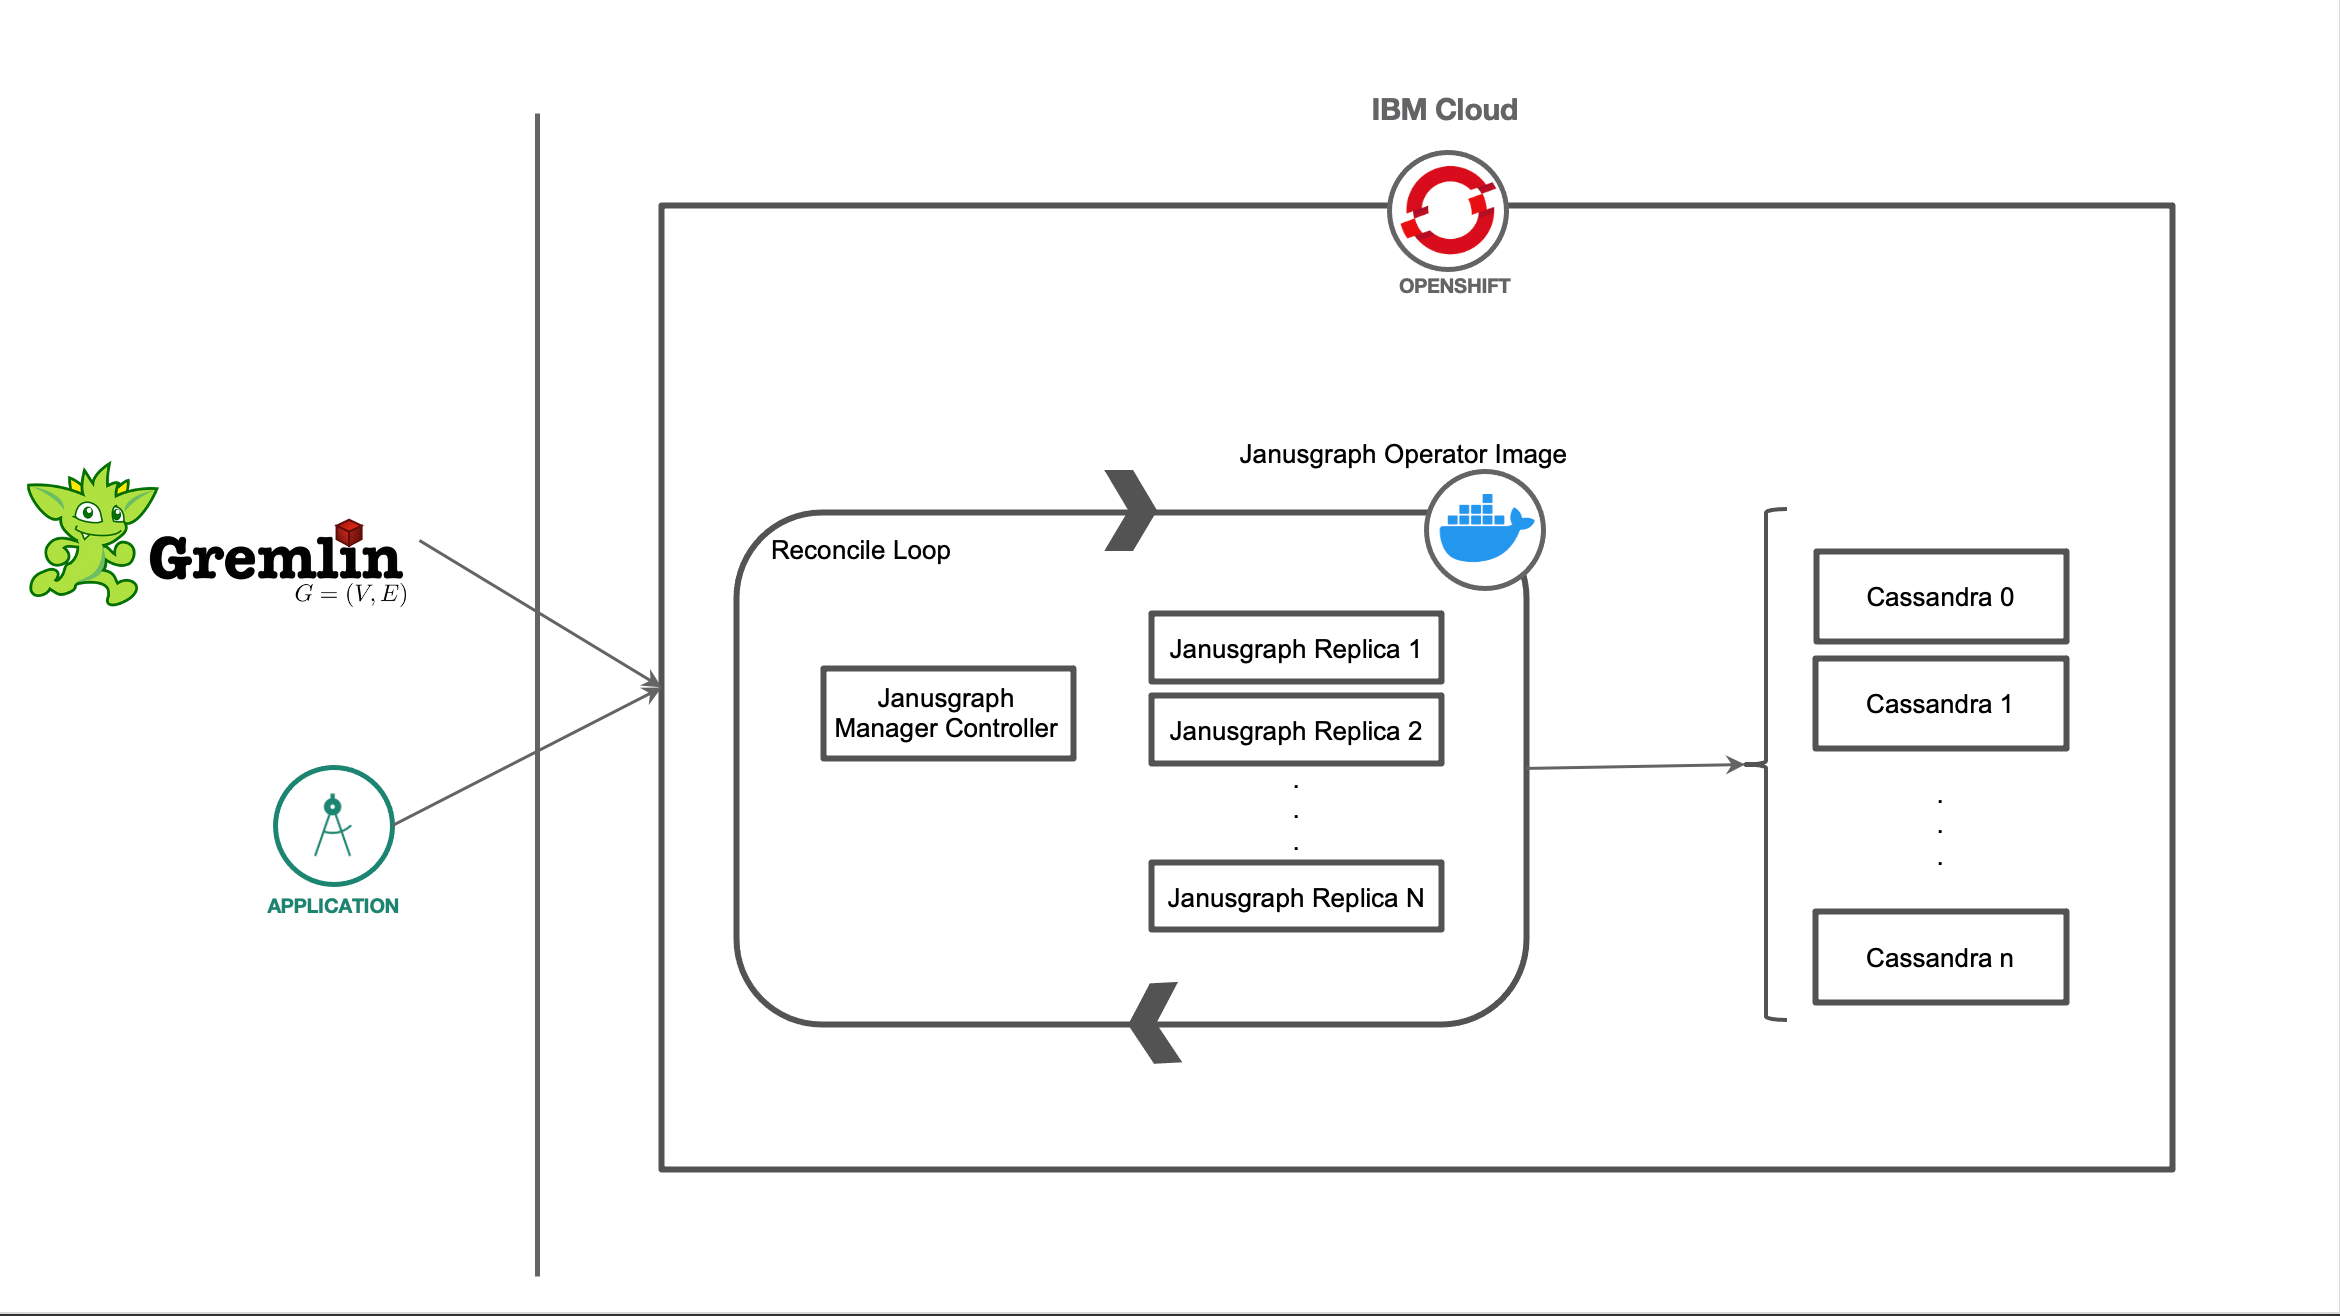 IBM Cloud
OPENSHIFT
Gremlin
G = (V, E)
APPLICATION
Janusgraph Operator Image
Reconcile Loop
Janusgraph
Manager Controller
Janusgraph Replica 1
Janusgraph Replica 2
.
.
.
Janusgraph Replica N
Cassandra 0
Cassandra 1
.
.
.
Cassandra n